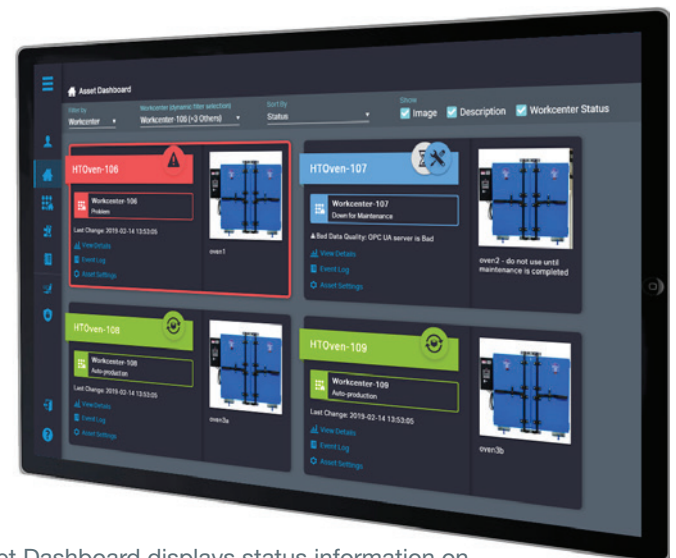 Asset Dashboard
Filter by
Workcenter
Workcenter (dynamic filter selection)
Workcenter-106 (+3 Others)
Sort By
Status
Show
Image
Description
Workcenter Status
HTOven-106
Workcenter-106
Problem
Last Change: 2019-02-14 13:53:05
View Details
Event Log
Asset Settings
oven1
HTOven-107
Workcenter-107
Down for Maintenance
Bad Data Quality: OPC UA server is Bad
View Details
Event Log
Asset Settings
oven2 - do not use until
maintenance is completed
HTOven-108
Workcenter-108
Auto-production
Last Change: 2019-02-14 13:53:05
View Details
Event Log
Asset Settings
oven3a
HTOven-109
Workcenter-109
Auto-production
Last Change: 2019-02-14 13:53:05
View Details
Event Log
Asset Settings
oven3b
Dashboard displays status information on